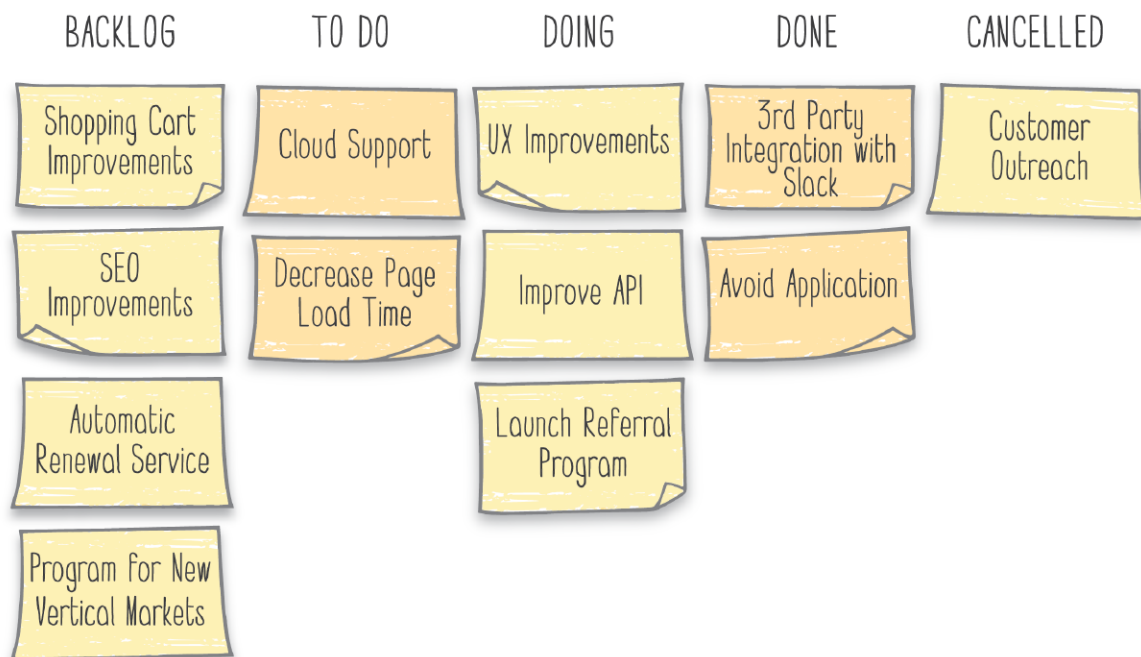 BACKLOG
TO DO
DOING
DONE
CANCELLED
Shopping Cart
Improvements
SEO
Improvements
Automatic
Renewal Service
Program for New
Vertical Markets
Cloud Support
Decrease Page
Load Time
UX Improvements
Improve API
Launch Referral
Program
3rd Party
Integration with
Slack
Avoid Application
Customer
Outreach